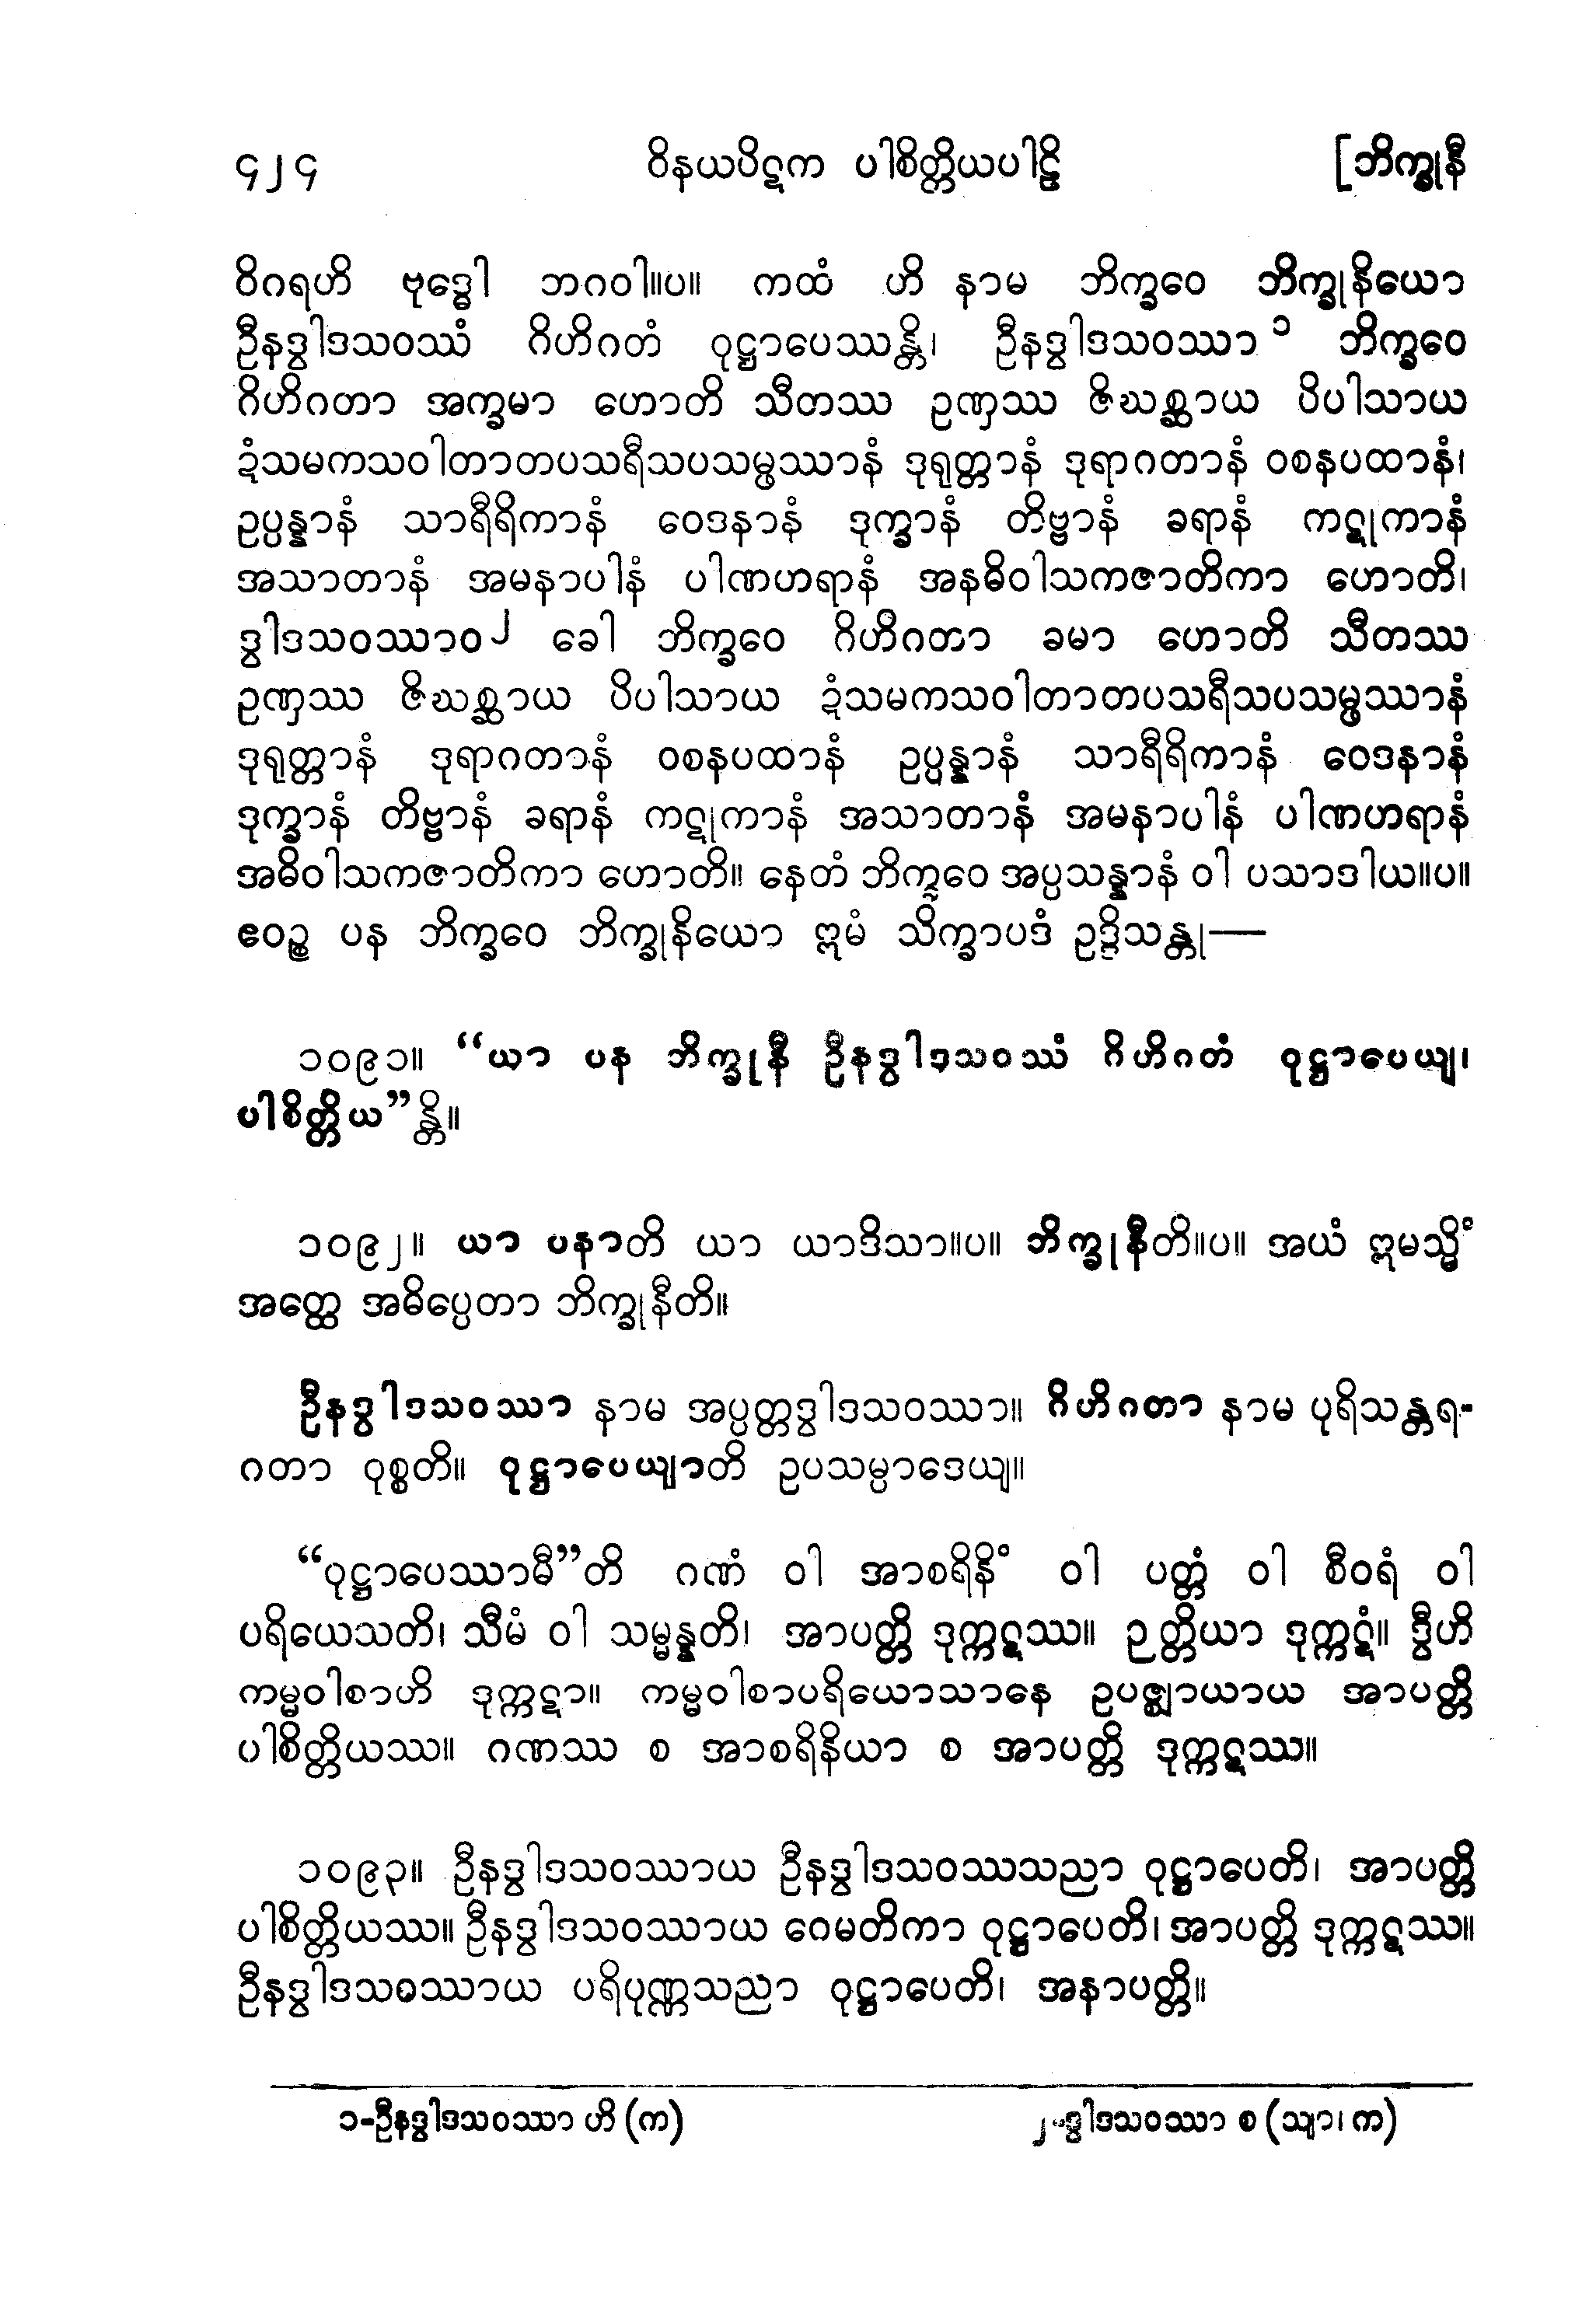 ၄၂၄ ဝိနယပိဋက ပါစိတ္တိယပါဠိ [ဘိက္ခုနီ
ဝိဂရဟိ ဗုဒ္ဓေါ ဘဂဝါ။ပ။ ကထံ ဟိ နာမ ဘိက္ခဝေ ဘိက္ခုနိယော
ဦနဒွါဒသဝဿံ ဂိဟိဂတံ ဝုဋ္ဌာပေဿန္တိ၊ ဦနဒွါဒသဝဿာ ၁ ဘိက္ခဝေ
ဂိဟိဂတာ အက္ခမာ ဟောတိ သီတဿ ဥဏှဿ ဇိဃစ္ဆာယ ပိပါသာယ
ဍံသမကသဝါတာတပသရီသပသမ္ဖဿာနံ ဒုရုတ္တာနံ ဒုရာဂတာနံ ဝစနပထာနံ၊
ဥပ္ပန္နာနံ သာရီရိကာနံ ဝေဒနာနံ ဒုက္ခာနံ တိဗ္ဗာနံ ခရာနံ ကဋုကာနံ
အသာတာနံ အမနာပါနံ ပါဏဟရာနံ အနဓိဝါသကဇာတိကာ ဟောတိ၊
ဒွါဒသဝဿာဝ၂ ခေါ ဘိက္ခဝေ ဂိဟိဂတာ ခမာ ဟောတိ သီတဿ
ဥဏှဿ ဇိဃစ္ဆာယ ပိပါသာယ ဍံသမကသဝါတာတပသရီသပသမ္ဖဿာနံ
ဒုရုတ္တာနံ ဒုရာဂတာနံ ဝစနပထာနံ ဥပ္ပန္နာနံ သာရီရိကာနံ ဝေဒနာနံ
ဒုက္ခာနံ တိဗ္ဗာနံ ခရာနံ ကဋုကာနံ အသာတာနံ အမနာပါနံ ပါဏဟရာနံ
အဓိဝါသကဇာတိကာ ဟောတိ။ နေတံ ဘိက္ခဝေ အပ္ပသန္နာနံ ဝါ ပသာဒါယ။ပ။
ဧဝဉ္စ ပန ဘိက္ခဝေ ဘိက္ခုနိယော ဣမံ သိက္ခာပဒံ ဥဒ္ဒိသန္တု—
၁၀၉၁။ “ယာ ပန ဘိက္ခုနီ ဦနဒွါဒသဝဿံ ဂိဟိဂတံ ဝုဋ္ဌာပေယျ၊
ပါစိတ္တိယ”န္တိ။
၁၀၉၂။ ယာ ပနာတိ ယာ ယာဒိသာ။ပ။ ဘိက္ခုနီတိ။ပ။ အယံ ဣမသ္မိံ
အတ္ထေ အဓိပ္ပေတာ ဘိက္ခုနီတိ။
ဦနဒွါဒသဝဿာ နာမ အပ္ပတ္တဒွါဒသဝဿာ။ ဂိဟိဂတာ နာမ ပုရိသန္တရ-
ဂတာ ဝုစ္စတိ။ ဝုဋ္ဌာပေယျာတိ ဥပသမ္ပာဒေယျ။
“ဝုဋ္ဌာပေဿာမီ”တိ ဂဏံ ဝါ အာစရိနိံ ဝါ ပတ္တံ ဝါ စီဝရံ ဝါ
ပရိယေသတိ၊ သီမံ ဝါ သမ္မန္နတိ၊ အာပတ္တိ ဒုက္ကဋဿ။ ဉတ္တိယာ ဒုက္ကဋံ။ ဒွီဟိ
ကမ္မဝါစာဟိ ဒုက္ကဋာ။ ကမ္မဝါစာပရိယောသာနေ ဥပဇ္ဈာယာယ အာပတ္တိ
ပါစိတ္တိယဿ။ ဂဏဿ စ အာစရိနိယာ စ အာပတ္တိ ဒုက္ကဋဿ။
၁၀၉၃။ ဦနဒွါဒသဝဿာယ ဦနဒွါဒသဝဿသညာ ဝုဋ္ဌာပေတိ၊ အာပတ္တိ
ပါစိတ္တိယဿ။ ဦနဒွါဒသဝဿာယ ဝေမတိကာ ဝုဋ္ဌာပေတိ၊ အာပတ္တိ ဒုက္ကဋဿ။
ဦနဒွါဒသဝဿာယ ပရိပုဏ္ဏသညာ ဝုဋ္ဌာပေတိ၊ အနာပတ္တိ။
၁-ဦနဒွါဒသဝဿာ ဟိ (က) ၂-ဒွါဒသဝဿာ စ (သျာ၊ က)